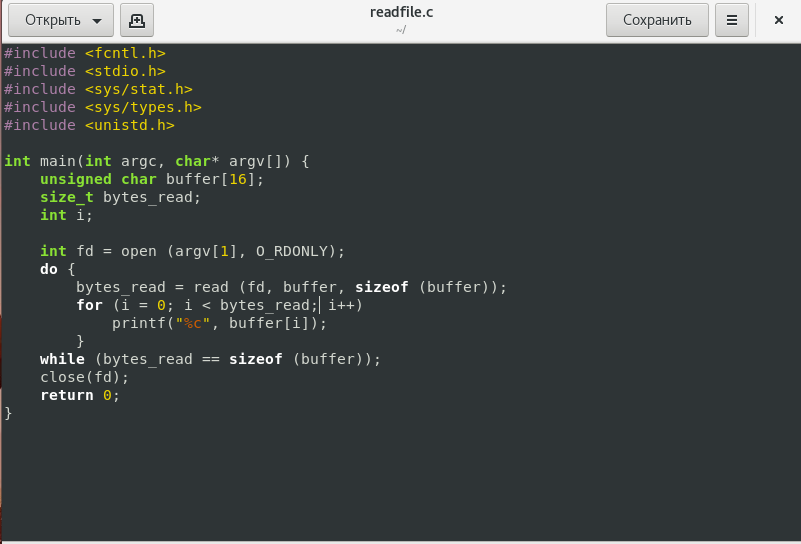 Открыть
readfile.c
~/
Сохранить
#include <fcntl.h>
#include <stdio.h>
#include <sys/stat.h>
#include <sys/types.h>
#include <unistd.h>

int main(int argc, char* argv[]) {
    unsigned char buffer[16];
    size_t bytes_read;
    int i;

    int fd = open (argv[1], O_RDONLY);
    do {
        bytes_read = read (fd, buffer, sizeof (buffer));
        for (i = 0; i < bytes_read; i++)
            printf("%c", buffer[i]);
        }
    while (bytes_read == sizeof (buffer));
    close(fd);
    return 0;
}